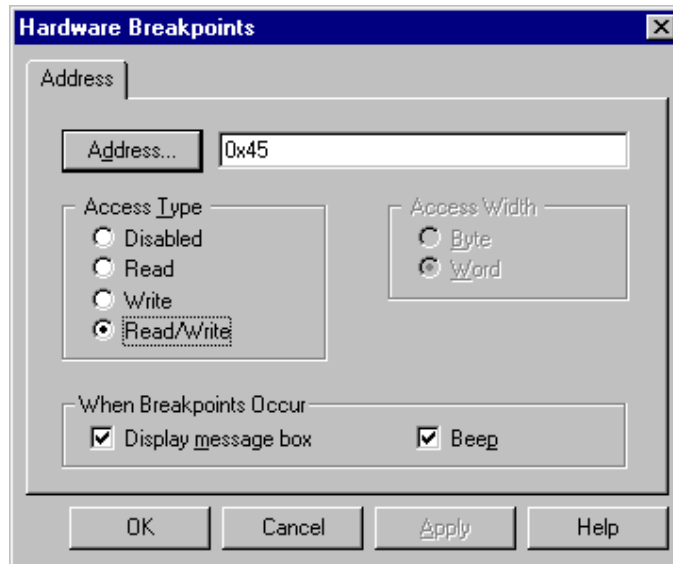 Hardware Breakpoints
Address
Address... 0x45
Access Type Access Width
Disabled Byte
Read Word
Write
Read/Write
When Breakpoints Occur
Display message box Beep
OK Cancel Apply Help